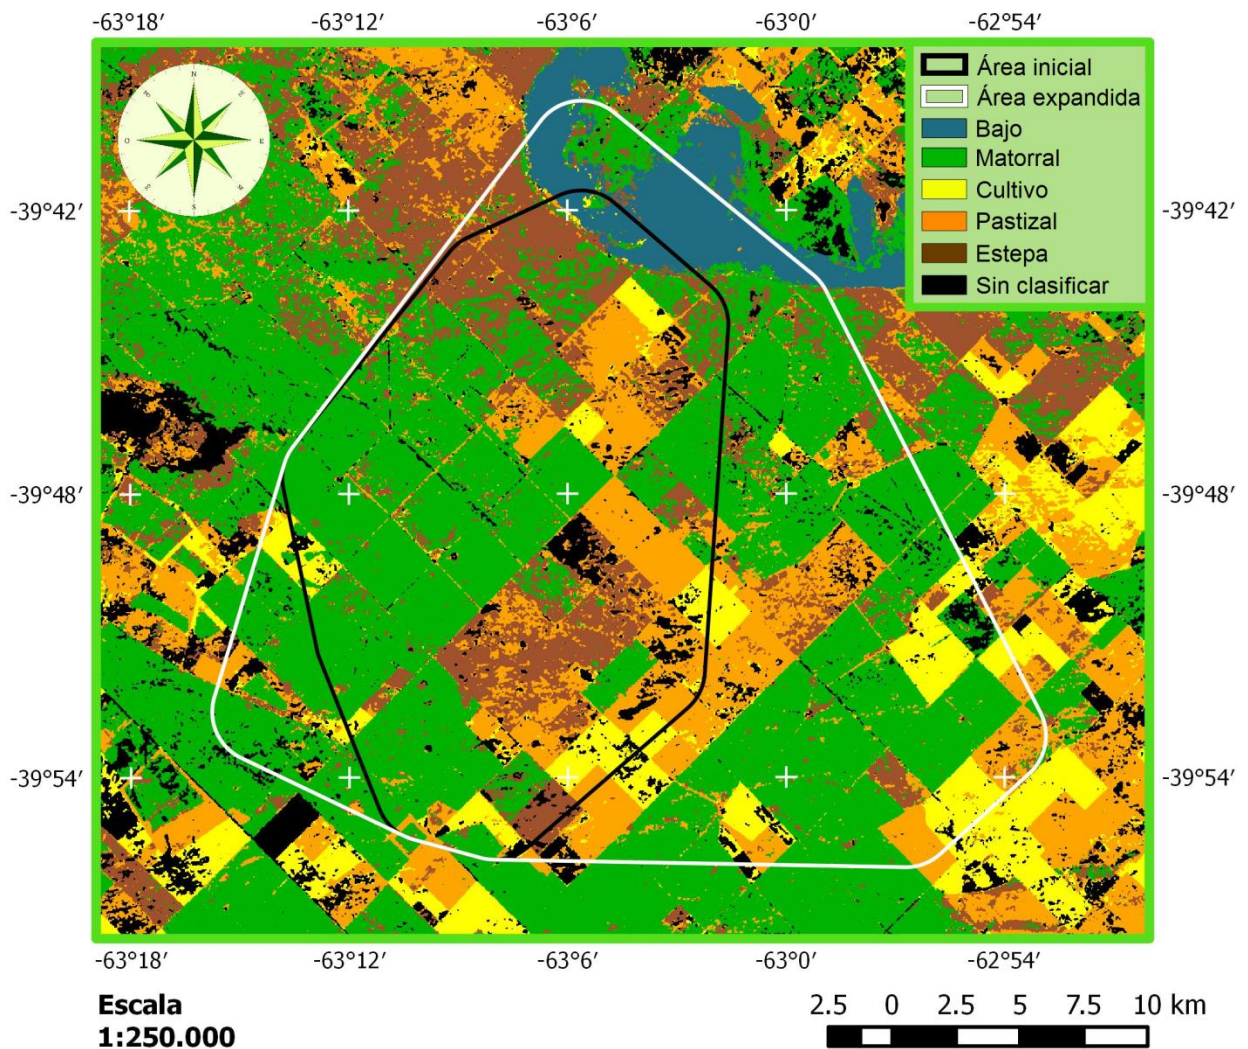 -63°18′ -63°12′ -63°6′ -63°0′ -62°54′
Área inicial
Área expandida
Bajo
Matorral
Cultivo
Pastizal
Estepa
Sin clasificar
N
E
S
O
-39°42′ -39°42′
-39°48′ -39°48′
-39°54′ -39°54′
-63°18′ -63°12′ -63°6′ -63°0′ -62°54′
Escala
1:250.000
2.5 0 2.5 5 7.5 10 km